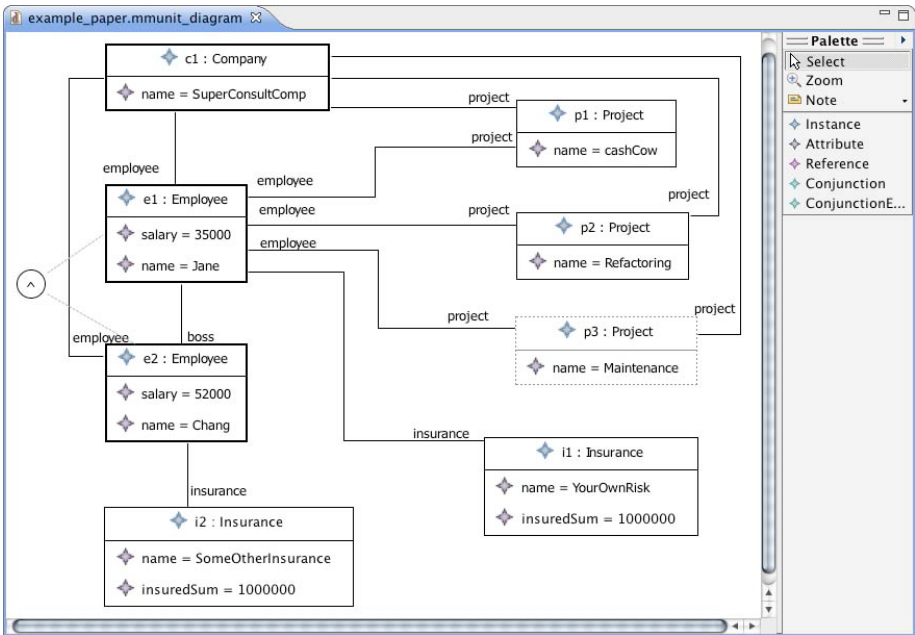 example_paper.mmunit_diagram
c1 : Company
name = SuperConsultComp
employee
e1 : Employee
salary = 35000
name = Jane
^
employee
boss
e2 : Employee
salary = 52000
name = Chang
insurance
i2 : Insurance
name = SomeOtherInsurance
insuredSum = 1000000
project
p1 : Project
name = cashCow
project
employee
employee
project
project
p2 : Project
name = Refactoring
employee
project
project
p3 : Project
name = Maintenance
insurance
i1 : Insurance
name = YourOwnRisk
insuredSum = 1000000
Palette
Select
Zoom
Note
Instance
Attribute
Reference
Conjunction
ConjunctionE...